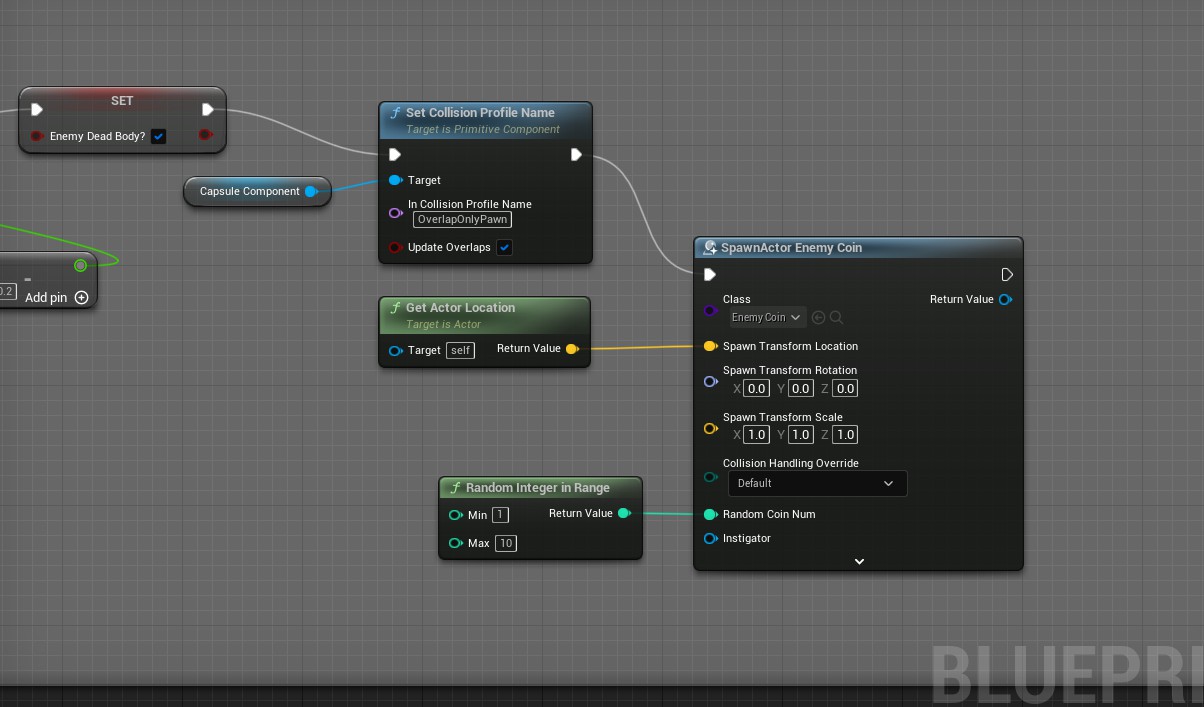 SET
Enemy Dead Body?
Capsule Component
0.2
Add pin
f Set Collision Profile Name
Target is Primitive Component
Target
In Collision Profile Name
OverlapOnlyPawn
Update Overlaps
f Get Actor Location
Target is Actor
Target self Return Value
f Random Integer in Range
Min 1 Return Value
Max 10
SpawnActor Enemy Coin
Class Return Value
Enemy Coin
Spawn Transform Location
Spawn Transform Rotation
X 0.0 Y 0.0 Z 0.0
Spawn Transform Scale
X 1.0 Y 1.0 Z 1.0
Collision Handling Override
Default
Random Coin Num
Instigator
BLUEPRI